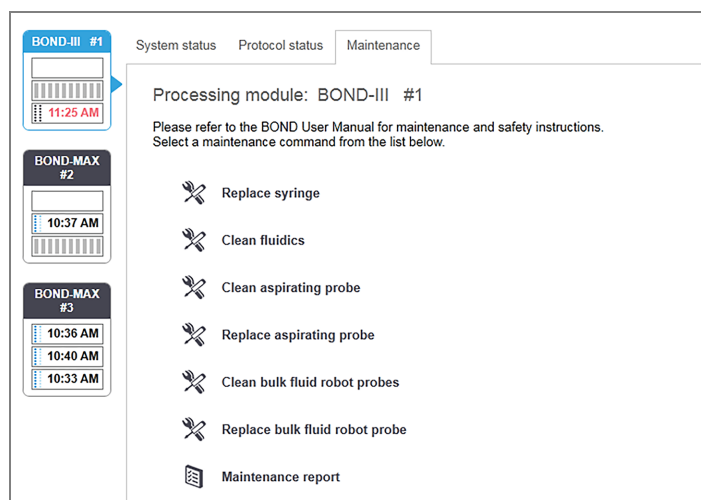 BOND-III #1
11:25 AM
BOND-MAX
#2
10:37 AM
BOND-MAX
#3
10:36 AM
10:40 AM
10:33 AM
System status Protocol status Maintenance
Processing module: BOND-III #1
Please refer to the BOND User Manual for maintenance and safety instructions.
Select a maintenance command from the list below.
Replace syringe
Clean fluidics
Clean aspirating probe
Replace aspirating probe
Clean bulk fluid robot probes
Replace bulk fluid robot probe
Maintenance report